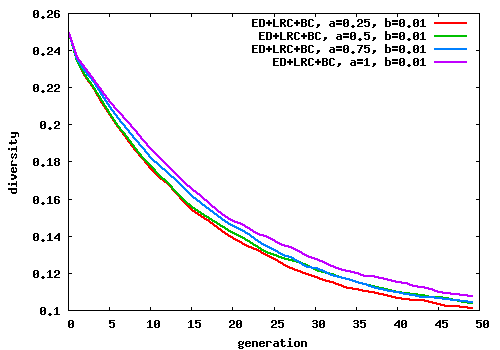 0.26
0.24
0.22
0.2
0.18
0.16
0.14
0.12
0.1
diversity
ED+LRC+BC, a=0.25, b=0.01
ED+LRC+BC, a=0.5, b=0.01
ED+LRC+BC, a=0.75, b=0.01
ED+LRC+BC, a=1, b=0.01
0 5 10 15 20 25 30 35 40 45 50
generation